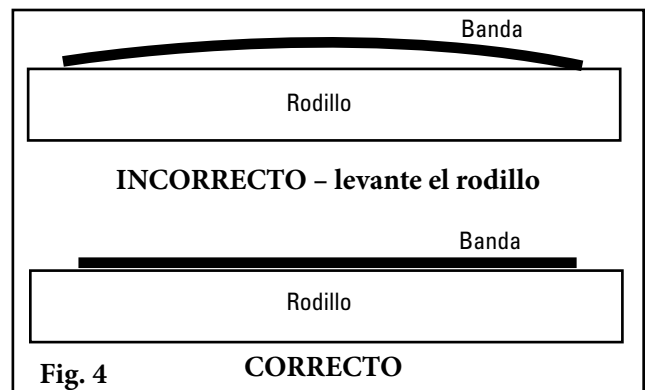 Banda
Rodillo
INCORRECTO – levante el rodillo
Banda
Rodillo
Fig. 4 CORRECTO